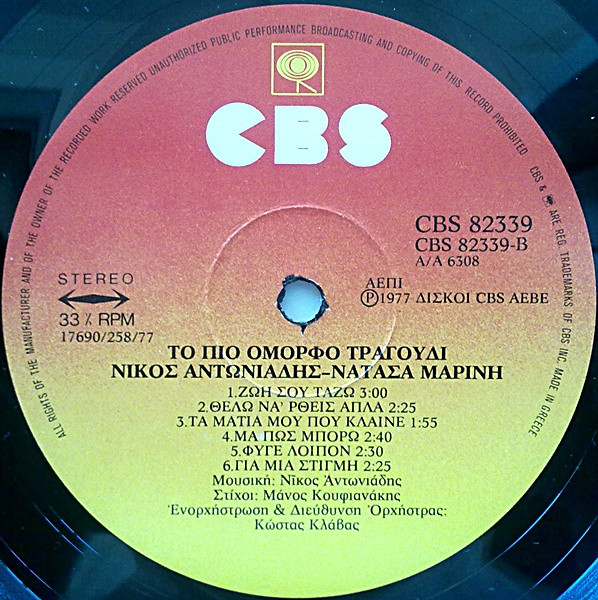 ALL RIGHTS OF THE MANUFACTURER AND OF THE OWNER OF THE RECORDED WORK RESERVED UNAUTHORIZED PUBLIC PERFORMANCE BROADCASTING AND COPYING OF THIS RECORD PROHIBITED CBS & ARE REG. TRADEMARKS OF CBS INC. MADE IN GREECE
CBS
CBS 82339
CBS 82339-B
A/A 6308
STEREO
33 ⅓ RPM
17690/258/77
ΑΕΠΙ
Ⓟ1977 ΔΙΣΚΟΙ CBS ΑΕΒΕ
ΤΟ ΠΙΟ ΟΜΟΡΦΟ ΤΡΑΓΟΥΔΙ
ΝΙΚΟΣ ΑΝΤΩΝΙΑΔΗΣ-ΝΑΤΑΣΑ ΜΑΡΙΝΗ
1.ΖΩΗ ΣΟΥ ΤΑΖΩ 3:00
2.ΘΕΛΩ ΝΑ' ΡΘΕΙΣ ΑΠΛΑ 2:25
3.ΤΑ ΜΑΤΙΑ ΜΟΥ ΠΟΥ ΚΛΑΙΝΕ 1:55
4.ΜΑ ΠΩΣ ΜΠΟΡΩ 2:40
5.ΦΥΓΕ ΛΟΙΠΟΝ 2:30
6.ΓΙΑ ΜΙΑ ΣΤΙΓΜΗ 2:25
Μουσική: Νῖκος Ἀντωνιάδης
Στίχοι: Μάνος Κουφιανάκης
Ἐνορχήστρωση & Διεύθυνση Ὀρχήστρας:
Κώστας Κλάβας